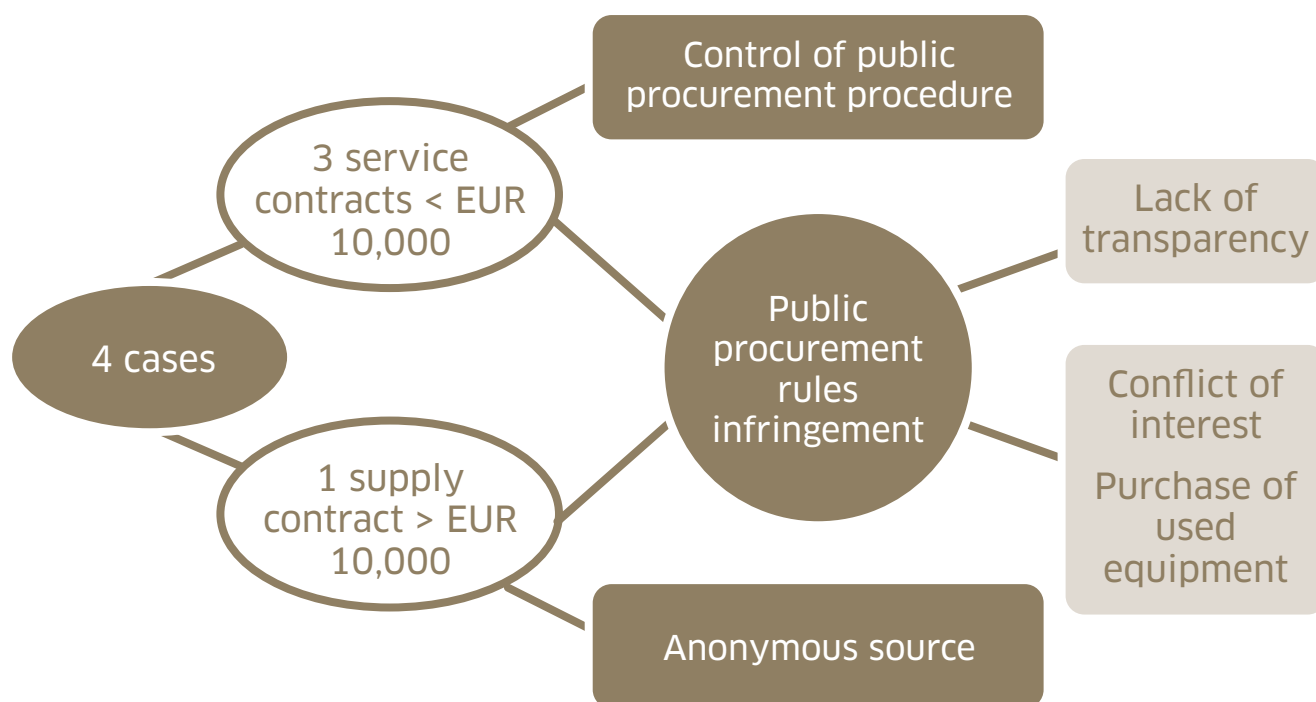 Control of public
procurement procedure
3 service
contracts < EUR
10,000
Lack of
transparency
Public
procurement
rules
infringement
4 cases
Conflict of
interest
Purchase of
used
equipment
1 supply
contract > EUR
10,000
Anonymous source